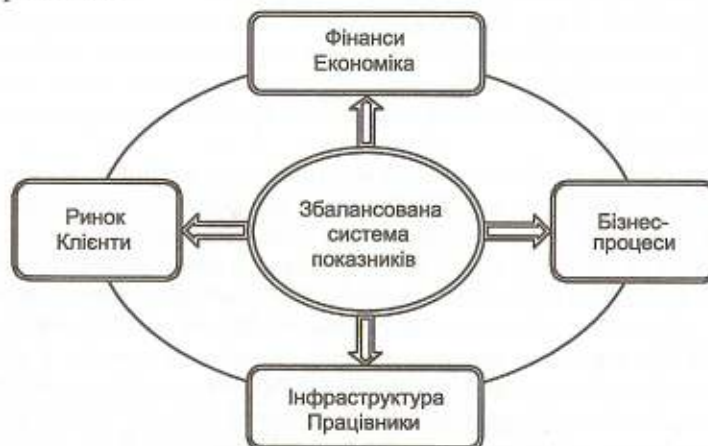 Фінанси
Економіка
Ринок
Клієнти
Збалансована
система
показників
Бізнес-
процеси
Інфраструктура
Працівники